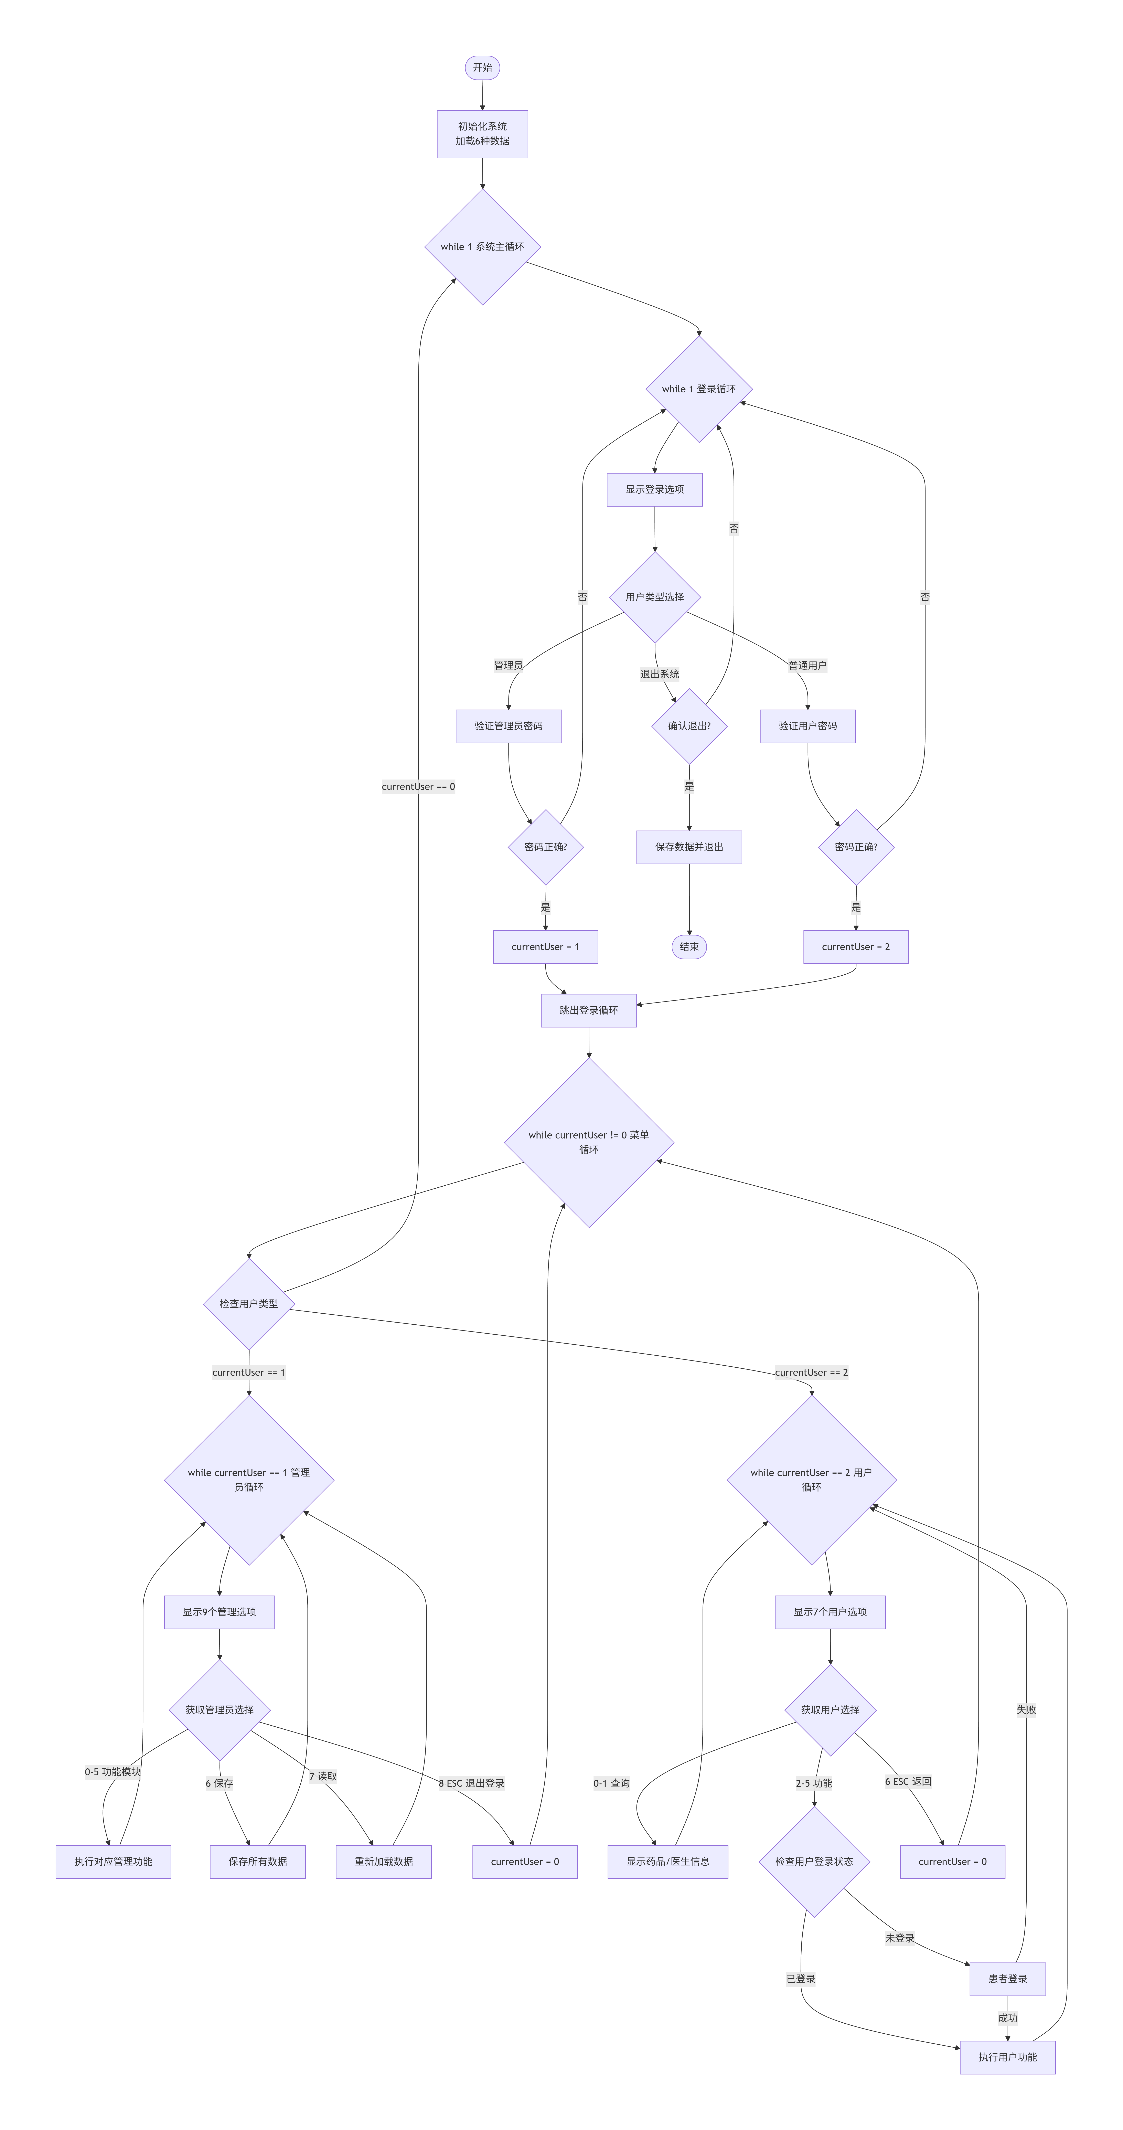 开始
初始化系统
加载6种数据
while 1 系统主循环
while 1 登录循环
显示登录选项
否
用户类型选择
否
否
管理员
退出系统
普通用户
验证管理员密码
确认退出?
验证用户密码
currentUser == 0
是
密码正确?
保存数据并退出
密码正确?
是
是
currentUser = 1
结束
currentUser = 2
跳出登录循环
while currentUser != 0 菜单
循环
检查用户类型
currentUser == 1
currentUser == 2
while currentUser == 1 管理
员循环
while currentUser == 2 用户
循环
显示9个管理选项
显示7个用户选项
获取管理员选择
获取用户选择
失败
0-5 功能模块
6 保存
7 读取
8 ESC 退出登录
0-1 查询
2-5 功能
6 ESC 返回
执行对应管理功能
保存所有数据
重新加载数据
currentUser = 0
显示药品/医生信息
检查用户登录状态
currentUser = 0
未登录
已登录
患者登录
成功
执行用户功能